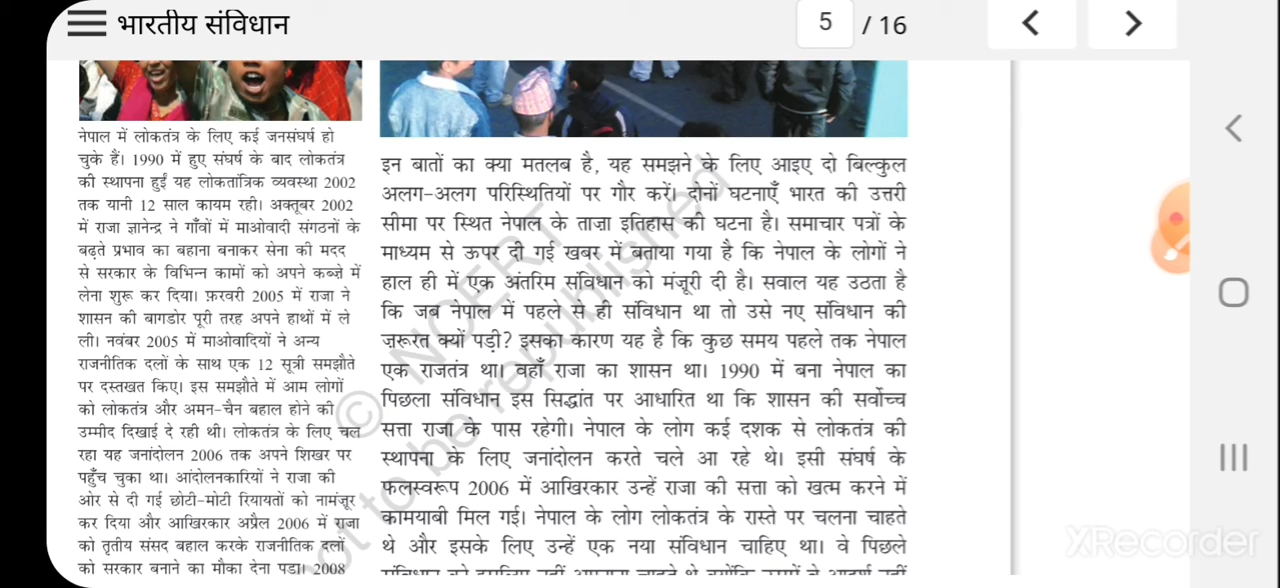 भारतीय संविधान
5 / 16
नेपाल में लोकतंत्र के लिए कई जनसंघर्ष हो
चुके हैं। 1990 में हुए संघर्ष के बाद लोकतंत्र
की स्थापना हुई यह लोकतांत्रिक व्यवस्था 2002
तक यानी 12 साल कायम रही। अक्तूबर 2002
में राजा ज्ञानेन्द्र ने गाँवों में माओवादी संगठनों के
बढ़ते प्रभाव का बहाना बनाकर सेना की मदद
से सरकार के विभिन्न कामों को अपने कब्ज़े में
लेना शुरू कर दिया। फ़रवरी 2005 में राजा ने
शासन की बागडोर पूरी तरह अपने हाथों में ले
ली। नवंबर 2005 में माओवादियों ने अन्य
राजनीतिक दलों के साथ एक 12 सूत्री समझौते
पर दस्तखत किए। इस समझौते में आम लोगों
को लोकतंत्र और अमन-चैन बहाल होने की
उम्मीद दिखाई दे रही थी। लोकतंत्र के लिए चल
रहा यह जनांदोलन 2006 तक अपने शिखर पर
पहुँच चुका था। आंदोलनकारियों ने राजा की
ओर से दी गई छोटी-मोटी रियायतों को नामंज़ूर
कर दिया और आखिरकार अप्रैल 2006 में राजा
को तृतीय संसद बहाल करके राजनीतिक दलों
को सरकार बनाने का मौका देना पड़ा। 2008
इन बातों का क्या मतलब है, यह समझने के लिए आइए दो बिल्कुल
अलग-अलग परिस्थितियों पर गौर करें। दोनों घटनाएँ भारत की उत्तरी
सीमा पर स्थित नेपाल के ताज़ा इतिहास की घटना है। समाचार पत्रों के
माध्यम से ऊपर दी गई खबर में बताया गया है कि नेपाल के लोगों ने
हाल ही में एक अंतरिम संविधान को मंज़ूरी दी है। सवाल यह उठता है
कि जब नेपाल में पहले से ही संविधान था तो उसे नए संविधान की
ज़रूरत क्यों पड़ी? इसका कारण यह है कि कुछ समय पहले तक नेपाल
एक राजतंत्र था। वहाँ राजा का शासन था। 1990 में बना नेपाल का
पिछला संविधान इस सिद्धांत पर आधारित था कि शासन की सर्वोच्च
सत्ता राजा के पास रहेगी। नेपाल के लोग कई दशक से लोकतंत्र की
स्थापना के लिए जनांदोलन करते चले आ रहे थे। इसी संघर्ष के
फलस्वरूप 2006 में आखिरकार उन्हें राजा की सत्ता को खत्म करने में
कामयाबी मिल गई। नेपाल के लोग लोकतंत्र के रास्ते पर चलना चाहते
थे और इसके लिए उन्हें एक नया संविधान चाहिए था। वे पिछले
© NCERT
not to be republished
XRecorder